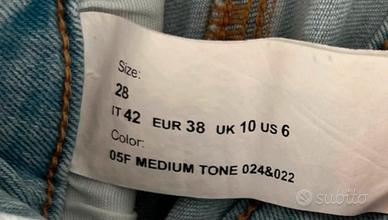 Size:
28
IT 42 EUR 38 UK 10 US 6
Color:
05F MEDIUM TONE 024&022
subito